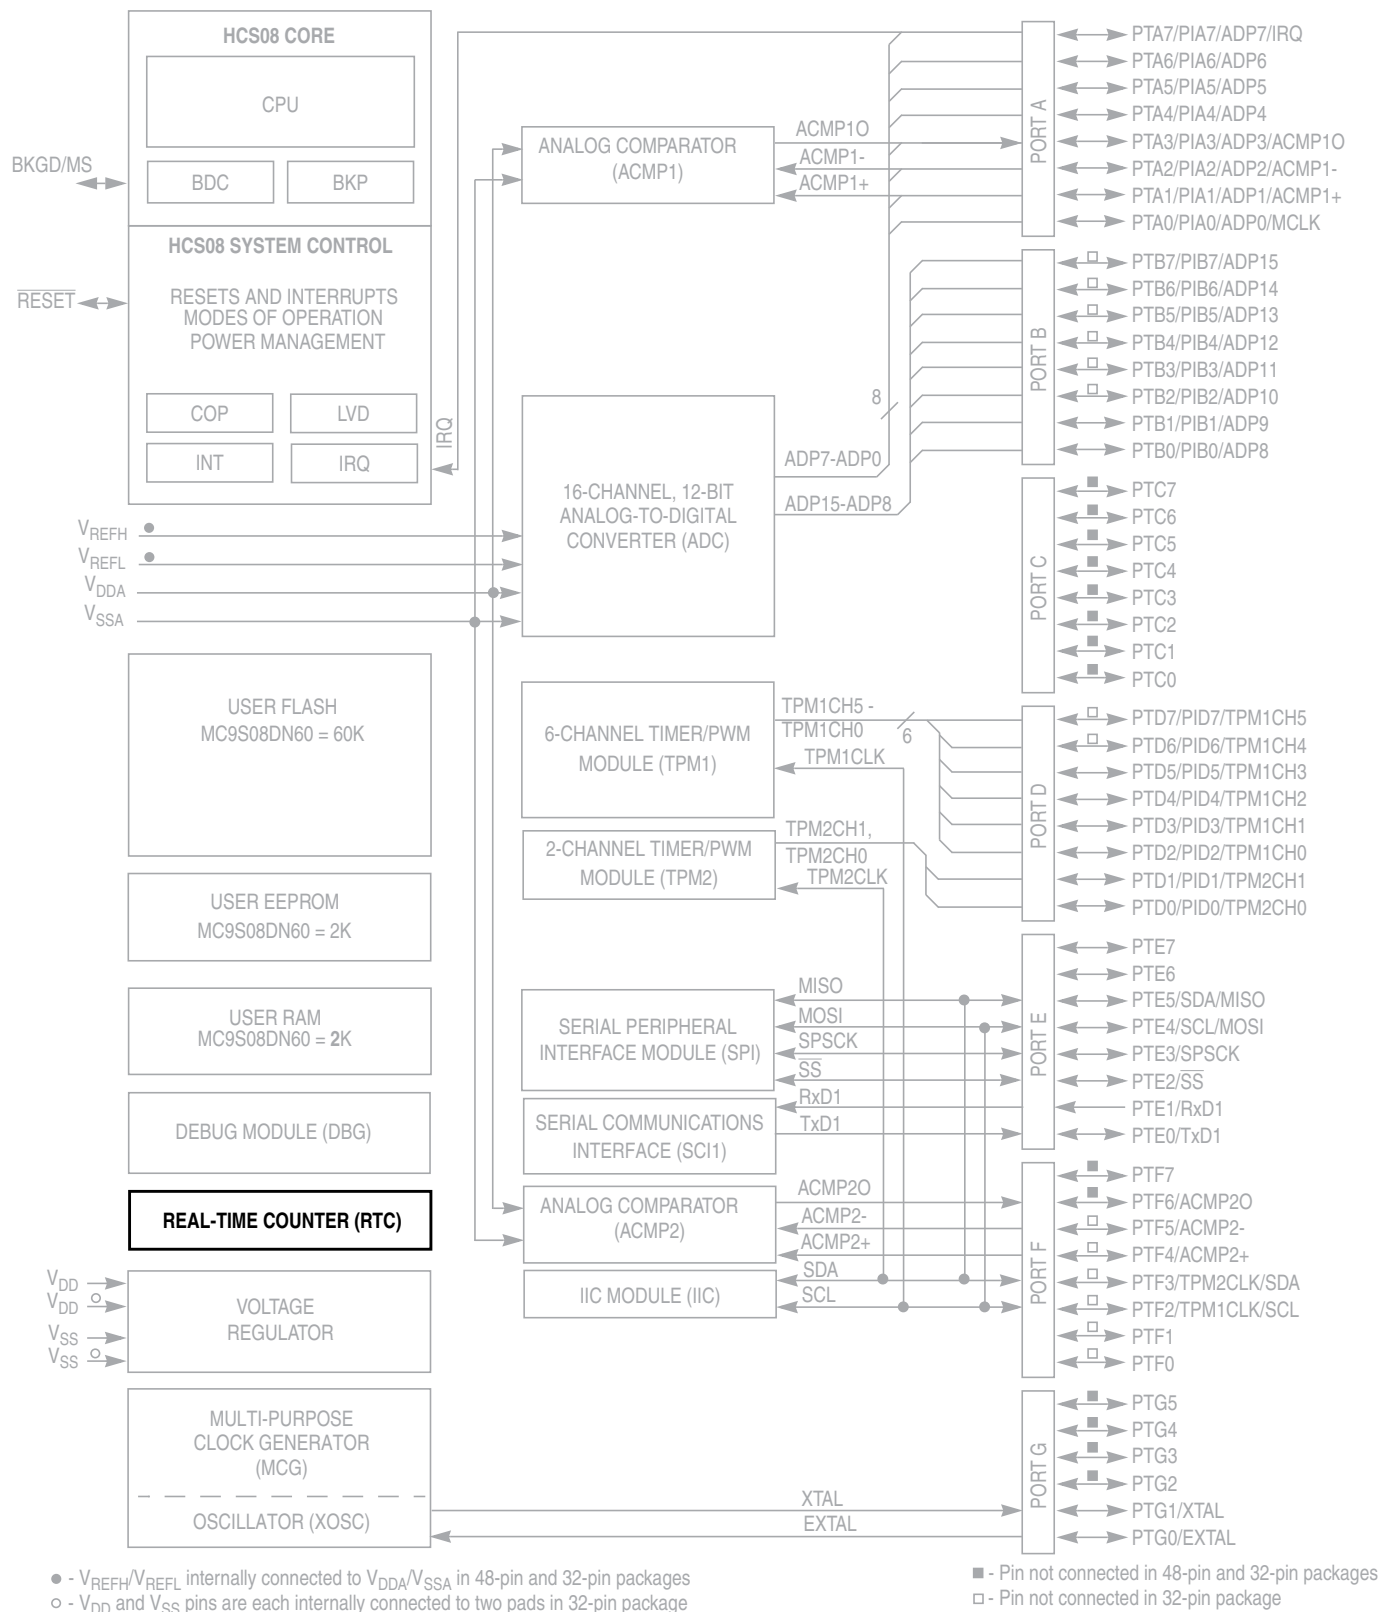 HCS08 CORE
CPU
BDC
BKP
BKGD/MS
HCS08 SYSTEM CONTROL
RESETS AND INTERRUPTS
MODES OF OPERATION
POWER MANAGEMENT
RESET
COP
LVD
INT
IRQ
IRQ
VREFH
VREFL
VDDA
VSSA
USER FLASH
MC9S08DN60 = 60K
USER EEPROM
MC9S08DN60 = 2K
USER RAM
MC9S08DN60 = 2K
DEBUG MODULE (DBG)
REAL-TIME COUNTER (RTC)
VDD
VDD
VSS
VSS
VOLTAGE
REGULATOR
MULTI-PURPOSE
CLOCK GENERATOR
(MCG)
OSCILLATOR (XOSC)
ANALOG COMPARATOR
(ACMP1)
ACMP1O
ACMP1-
ACMP1+
16-CHANNEL, 12-BIT
ANALOG-TO-DIGITAL
CONVERTER (ADC)
8
ADP7-ADP0
ADP15-ADP8
6-CHANNEL TIMER/PWM
MODULE (TPM1)
TPM1CH5 -
TPM1CH0
6
TPM1CLK
2-CHANNEL TIMER/PWM
MODULE (TPM2)
TPM2CH1,
TPM2CH0
TPM2CLK
SERIAL PERIPHERAL
INTERFACE MODULE (SPI)
MISO
MOSI
SPSCK
SS
SERIAL COMMUNICATIONS
INTERFACE (SCI1)
RxD1
TxD1
ANALOG COMPARATOR
(ACMP2)
ACMP2O
ACMP2-
ACMP2+
IIC MODULE (IIC)
SDA
SCL
XTAL
EXTAL
PORT A
PTA7/PIA7/ADP7/IRQ
PTA6/PIA6/ADP6
PTA5/PIA5/ADP5
PTA4/PIA4/ADP4
PTA3/PIA3/ADP3/ACMP1O
PTA2/PIA2/ADP2/ACMP1-
PTA1/PIA1/ADP1/ACMP1+
PTA0/PIA0/ADP0/MCLK
PORT B
PTB7/PIB7/ADP15
PTB6/PIB6/ADP14
PTB5/PIB5/ADP13
PTB4/PIB4/ADP12
PTB3/PIB3/ADP11
PTB2/PIB2/ADP10
PTB1/PIB1/ADP9
PTB0/PIB0/ADP8
PORT C
PTC7
PTC6
PTC5
PTC4
PTC3
PTC2
PTC1
PTC0
PORT D
PTD7/PID7/TPM1CH5
PTD6/PID6/TPM1CH4
PTD5/PID5/TPM1CH3
PTD4/PID4/TPM1CH2
PTD3/PID3/TPM1CH1
PTD2/PID2/TPM1CH0
PTD1/PID1/TPM2CH1
PTD0/PID0/TPM2CH0
PORT E
PTE7
PTE6
PTE5/SDA/MISO
PTE4/SCL/MOSI
PTE3/SPSCK
PTE2/SS
PTE1/RxD1
PTE0/TxD1
PORT F
PTF7
PTF6/ACMP2O
PTF5/ACMP2-
PTF4/ACMP2+
PTF3/TPM2CLK/SDA
PTF2/TPM1CLK/SCL
PTF1
PTF0
PORT G
PTG5
PTG4
PTG3
PTG2
PTG1/XTAL
PTG0/EXTAL
● - VREFH/VREFL internally connected to VDDA/VSSA in 48-pin and 32-pin packages
○ - VDD and VSS pins are each internally connected to two pads in 32-pin package
■ - Pin not connected in 48-pin and 32-pin packages
□ - Pin not connected in 32-pin package